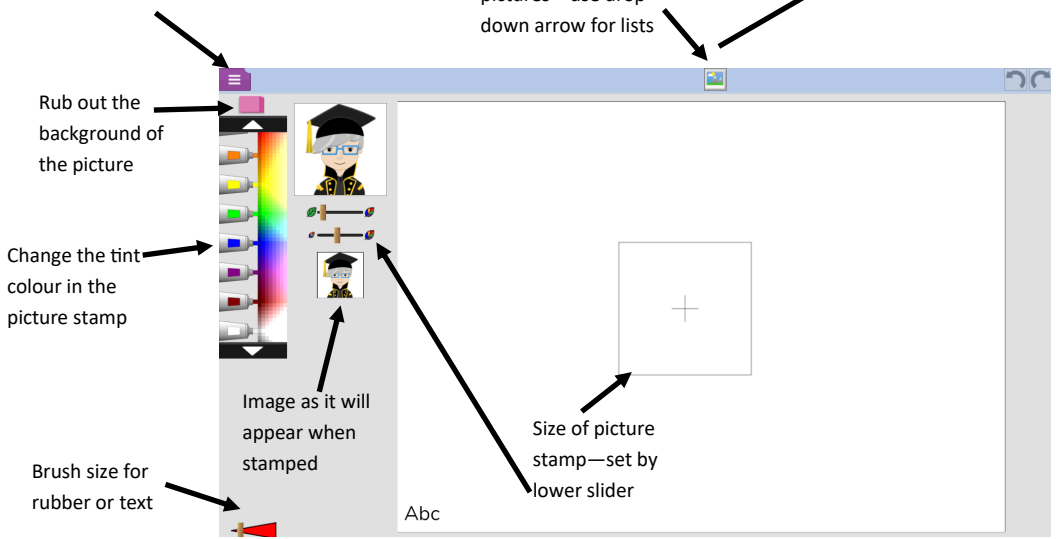 down arrow for lists
Rub out the
background of
the picture
Change the tint
colour in the
picture stamp
Image as it will
appear when
stamped
Size of picture
stamp—set by
lower slider
Brush size for
rubber or text
Abc